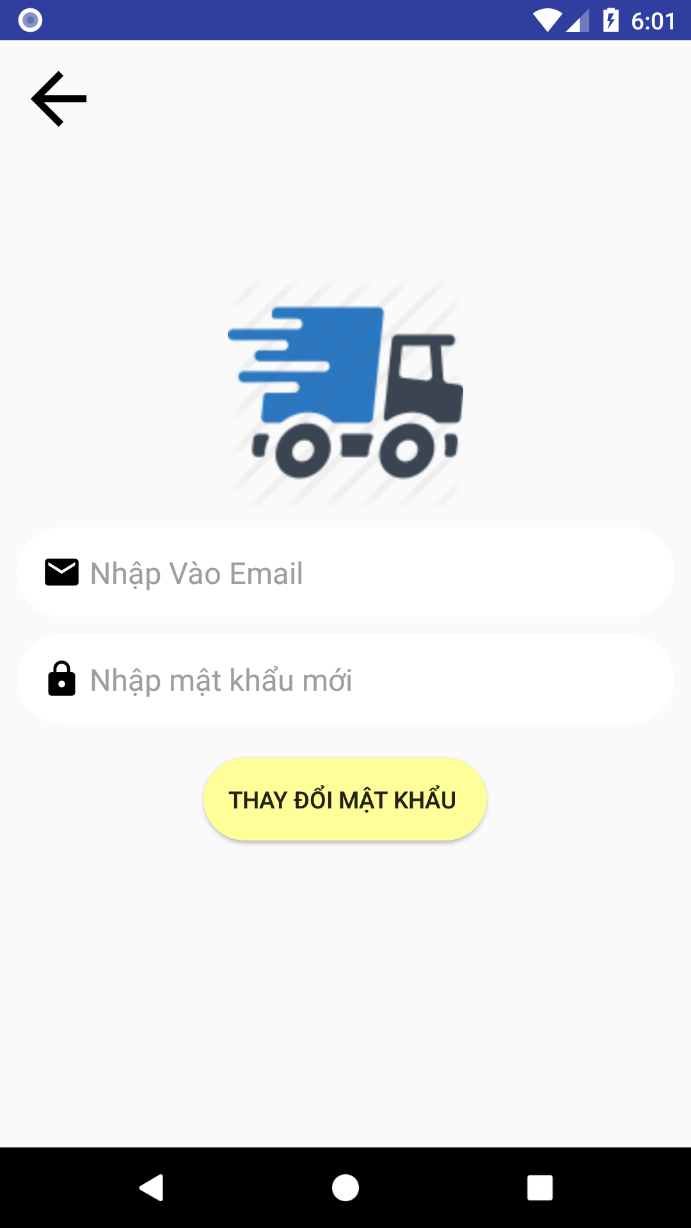 6:01
Nhập Vào Email
Nhập mật khẩu mới
THAY ĐỔI MẬT KHẨU